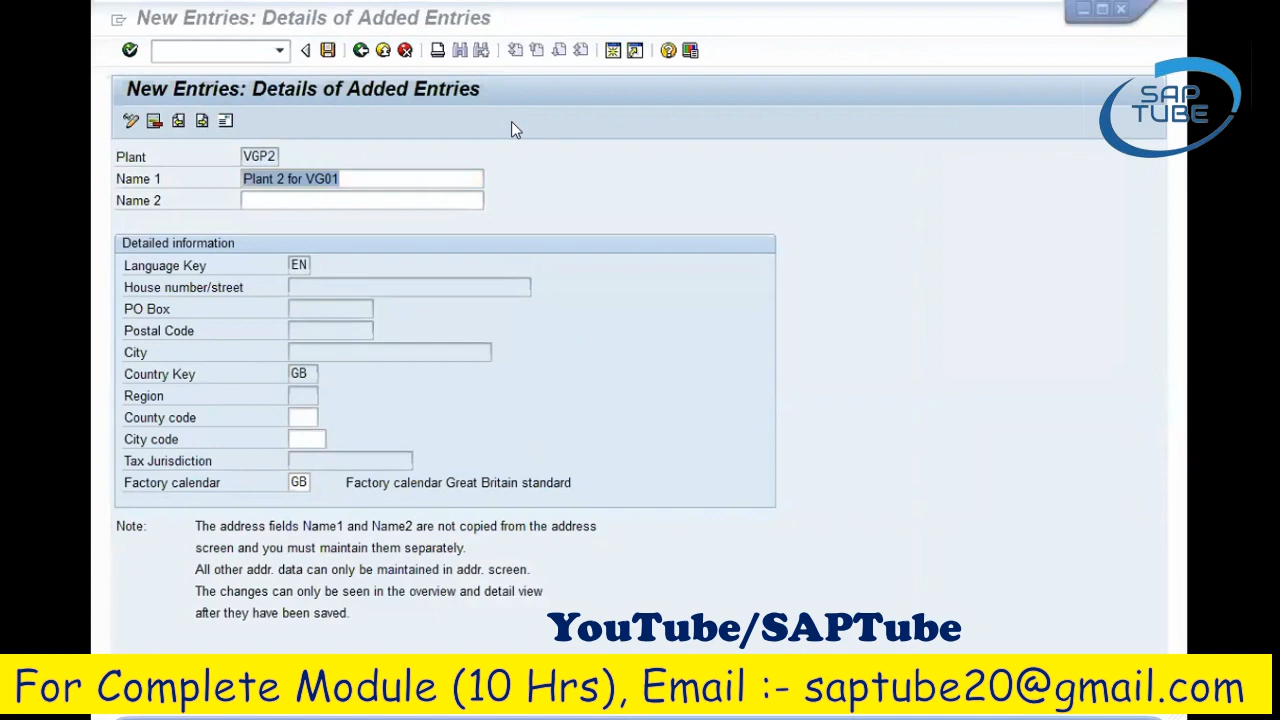 New Entries: Details of Added Entries
SAP
TUBE
New Entries: Details of Added Entries
Plant VGP2
Name 1 Plant 2 for VG01
Name 2
Detailed information
Language Key EN
House number/street
PO Box
Postal Code
City
Country Key GB
Region
County code
City code
Tax Jurisdiction
Factory calendar GB Factory calendar Great Britain standard
Note: The address fields Name1 and Name2 are not copied from the address
screen and you must maintain them separately.
All other addr. data can only be maintained in addr. screen.
The changes can only be seen in the overview and detail view
after they have been saved.
YouTube/SAPTube
For Complete Module (10 Hrs), Email :- saptube20@gmail.com